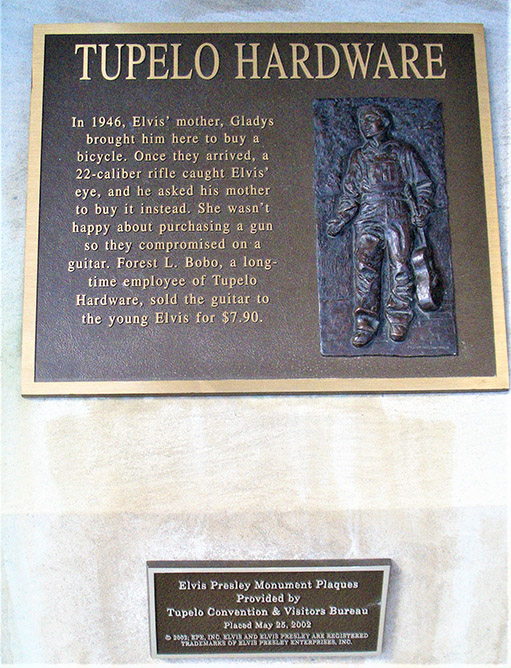 TUPELO HARDWARE
In 1946, Elvis' mother, Gladys
brought him here to buy a
bicycle. Once they arrived, a
22-caliber rifle caught Elvis'
eye, and he asked his mother
to buy it instead. She wasn't
happy about purchasing a gun
so they compromised on a
guitar. Forest L. Bobo, a long-
time employee of Tupelo
Hardware, sold the guitar to
the young Elvis for $7.90.
Elvis Presley Monument Plaques
Provided by
Tupelo Convention & Visitors Bureau
Placed May 25, 2002
© 2002, EPE, INC. ELVIS AND ELVIS PRESLEY ARE REGISTERED
TRADEMARKS OF ELVIS PRESLEY ENTERPRISES, INC.